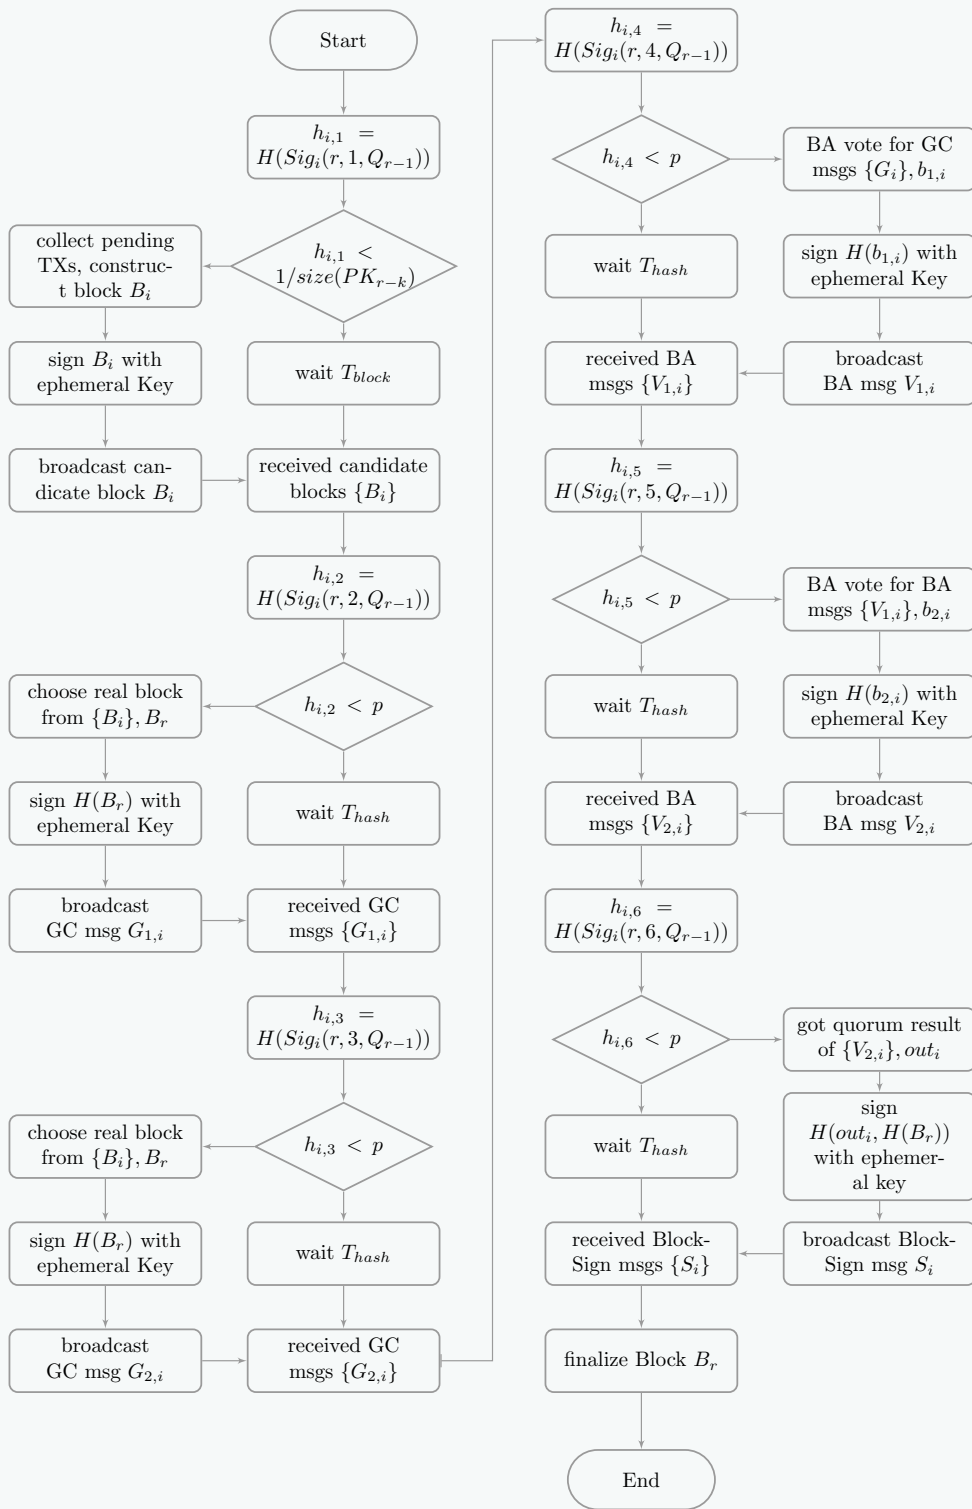 Start
h_{i,1} =
H(Sig_i(r, 1, Q_{r−1}))
h_{i,1} <
1/size(PK_{r−k})
collect pending
TXs, construc-
t block B_i
sign B_i with
ephemeral Key
wait T_{block}
broadcast can-
dicate block B_i
received candidate
blocks {B_i}
h_{i,2} =
H(Sig_i(r, 2, Q_{r−1}))
h_{i,2} < p
choose real block
from {B_i}, B_r
sign H(B_r) with
ephemeral Key
wait T_{hash}
broadcast
GC msg G_{1,i}
received GC
msgs {G_{1,i}}
h_{i,3} =
H(Sig_i(r, 3, Q_{r−1}))
h_{i,3} < p
choose real block
from {B_i}, B_r
sign H(B_r) with
ephemeral Key
wait T_{hash}
broadcast
GC msg G_{2,i}
received GC
msgs {G_{2,i}}
h_{i,4} =
H(Sig_i(r, 4, Q_{r−1}))
h_{i,4} < p
BA vote for GC
msgs {G_i}, b_{1,i}
wait T_{hash}
sign H(b_{1,i}) with
ephemeral Key
received BA
msgs {V_{1,i}}
broadcast
BA msg V_{1,i}
h_{i,5} =
H(Sig_i(r, 5, Q_{r−1}))
h_{i,5} < p
BA vote for BA
msgs {V_{1,i}}, b_{2,i}
wait T_{hash}
sign H(b_{2,i}) with
ephemeral Key
received BA
msgs {V_{2,i}}
broadcast
BA msg V_{2,i}
h_{i,6} =
H(Sig_i(r, 6, Q_{r−1}))
h_{i,6} < p
got quorum result
of {V_{2,i}}, out_i
wait T_{hash}
sign
H(out_i, H(B_r))
with ephemer-
al key
received Block-
Sign msgs {S_i}
broadcast Block-
Sign msg S_i
finalize Block B_r
End